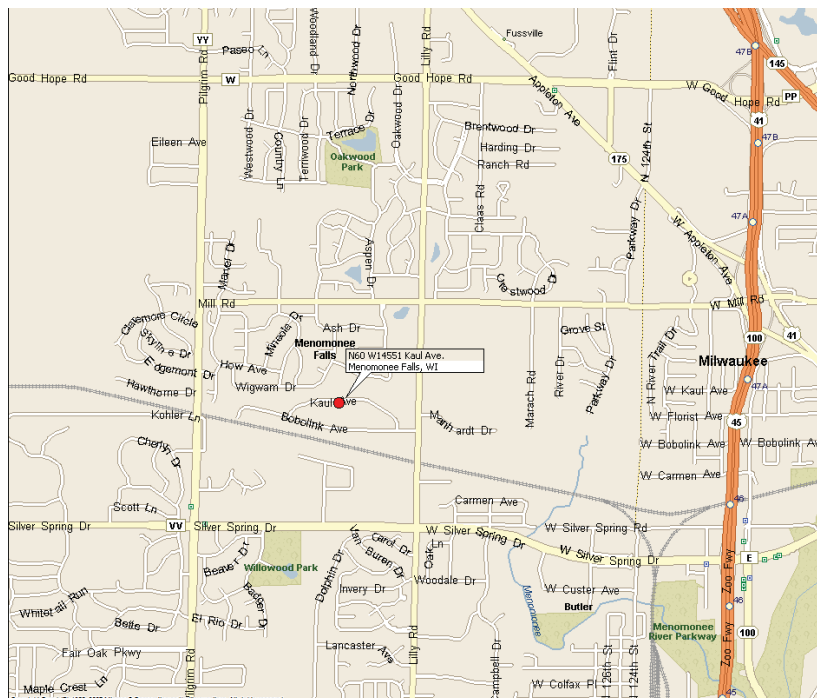 Fussville
47B
145
YY
Paseo Ln
Woodland Dr
Northwood Dr
Lilly Rd
Flint Dr
Pilgrim Rd
Good Hope Rd
W
Good Hope Rd
Appleton Ave
W Good Hope Rd
PP
41
47B
Oakwood Dr
Terrace Dr
Brentwood Dr
Eileen Ave
Westwood Dr
Country Ln
Terriwood Dr
Oakwood
Park
Harding Dr
Ranch Rd
175
N 124th St
Claas Rd
Parkway Dr
47A
W Appleton Ave
Marter Dr
Aspen Dr
Crestwood Dr
Mill Rd
W Mill Rd
Claremore Circle
Skyline Dr
Mineola Dr
Ash Dr
Menomonee
Falls
Grove St
N River Trail Dr
100
41
Edgemont Dr
How Ave
N60 W14551 Kaul Ave.
Menomonee Falls, WI
Milwaukee
Hawthorne Dr
Wigwam Dr
Marach Rd
River Dr
Parkway Dr
47A
W Kaul Ave
Kaul Ave
Kohler Ln
Bobolink Ave
Manhardt Dr
W Florist Ave
45
W Bobolink Ave
W Bobolink Av
Cherlyn Dr
W Carmen Ave
Scott Ln
Carmen Ave
46
Silver Spring Dr
VV
Silver Spring Dr
W Silver Spring Dr
W Silver Spring Rd
Van Buren Dr
Carol Dr
Oak Ln
W Silver Spring Dr
E
Zoo Fwy
Beaver Dr
Willowood Park
Dolphin Dr
Invery Dr
Woodale Dr
W Custer Ave
Badger Dr
Whitetail Run
Butler
46
Bette Dr
El Rio Dr
Menomonee
Menomonee
River Parkway
100
Fair Oak Pkwy
Pilgrim Rd
Lancaster Ave
Lilly Rd
Campbell Dr
N 126th St
N 124th St
Zoo Fwy
Maple Crest Ln
W Colfax Pl
45